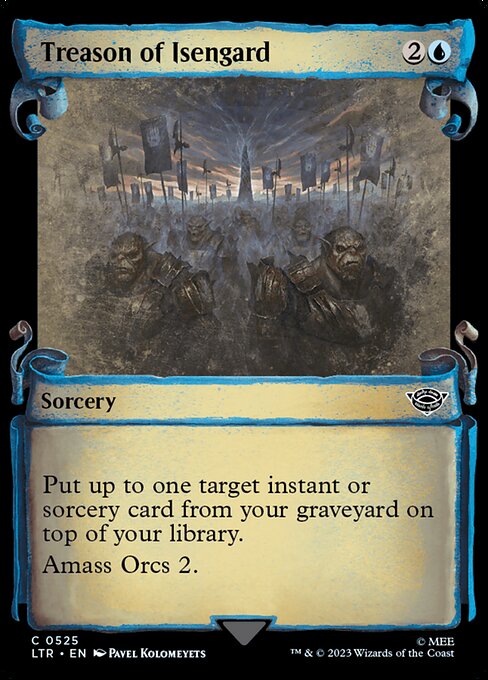 Treason of Isengard 2
Sorcery
Put up to one target instant or
sorcery card from your graveyard on
top of your library.
Amass Orcs 2.
C 0525
LTR • EN Pavel Kolomeyets
© MEE
™ & © 2023 Wizards of the Coast